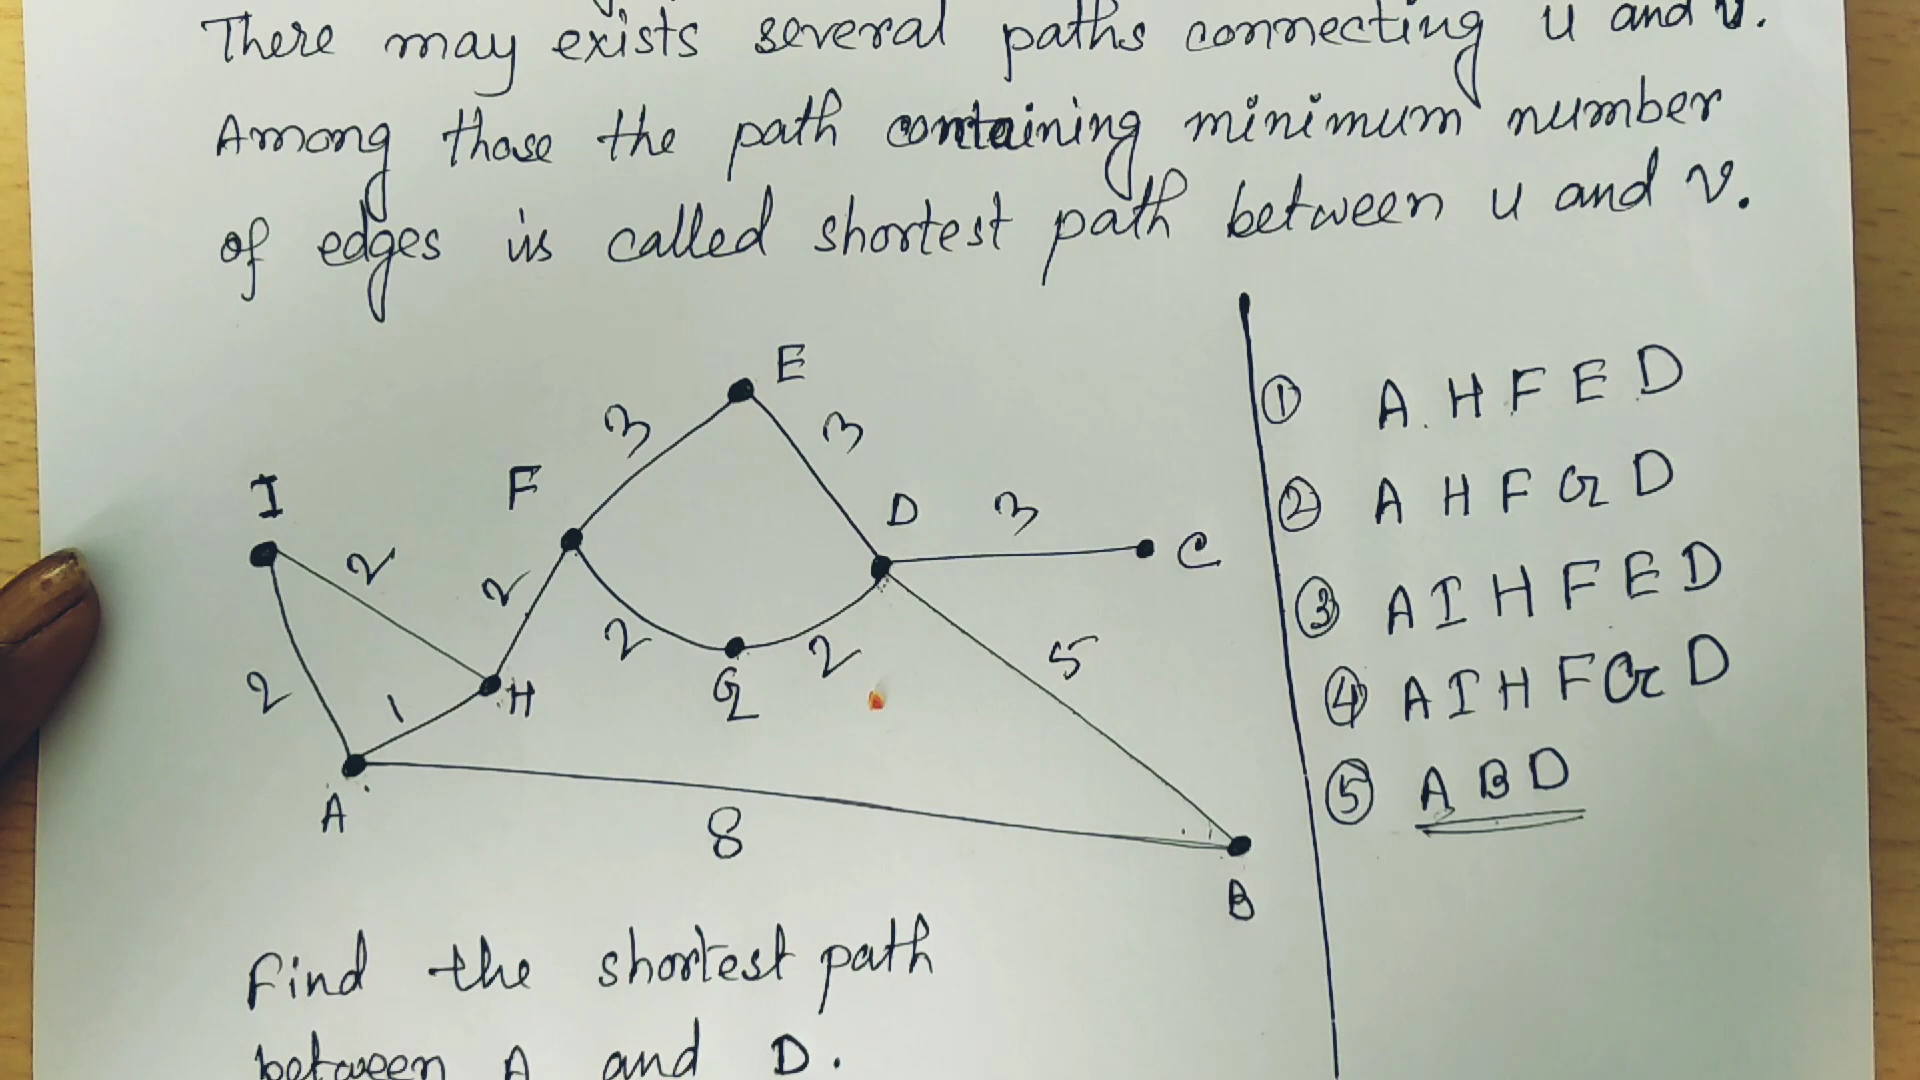 There may exists several paths connecting u and v.
Among those the path containing minimum number
of edges is called shortest path between u and v.
E
3
3
I
F
D
3
C
2
2
2
2
5
2
1
H
G
A
8
B
① A H F E D
② A H F G D
③ A I H F E D
④ A I H F G D
⑤ A B D
Find the shortest path
between A and D.